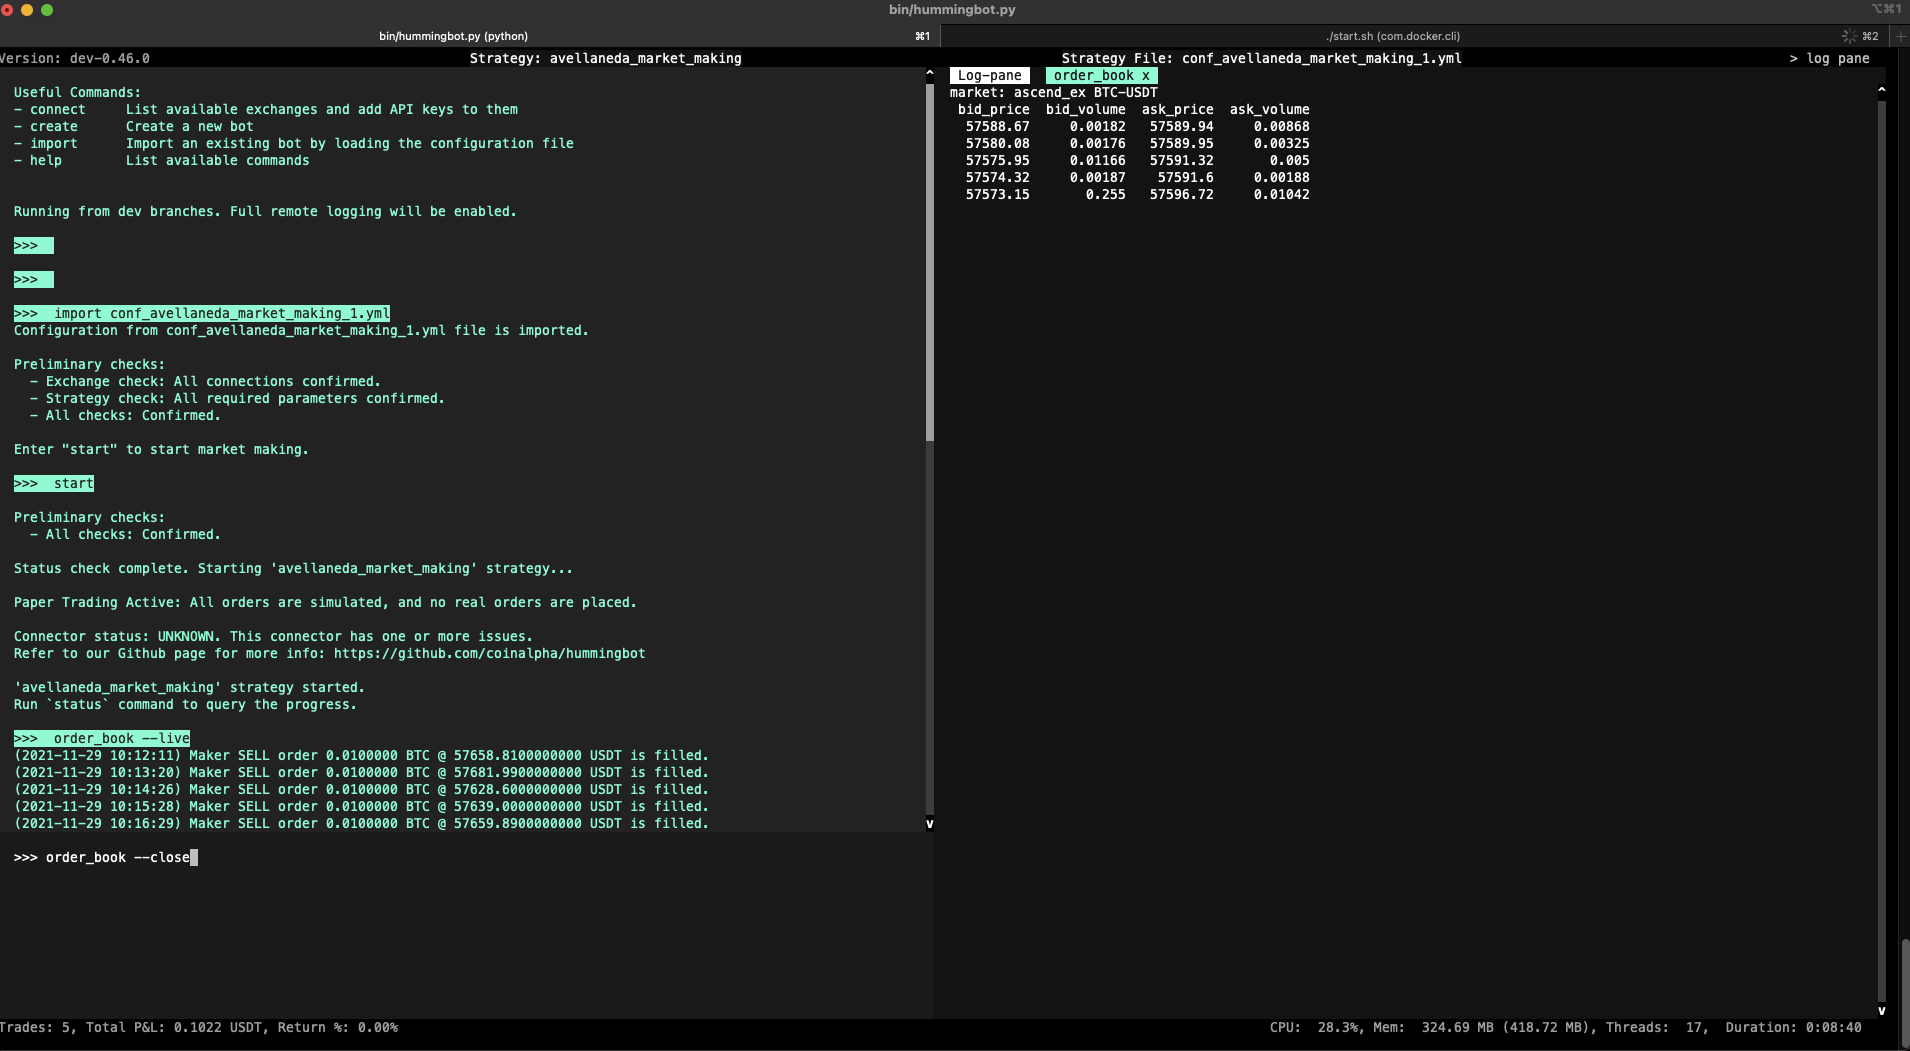 bin/hummingbot.py
⌥⌘1
bin/hummingbot.py (python)
⌘1
./start.sh (com.docker.cli)
⌘2
Version: dev-0.46.0
Strategy: avellaneda_market_making
Strategy File: conf_avellaneda_market_making_1.yml
> log pane
Useful Commands:
- connect     List available exchanges and add API keys to them
- create      Create a new bot
- import      Import an existing bot by loading the configuration file
- help        List available commands
Running from dev branches. Full remote logging will be enabled.
>>>
>>>
>>>  import conf_avellaneda_market_making_1.yml
Configuration from conf_avellaneda_market_making_1.yml file is imported.
Preliminary checks:
- Exchange check: All connections confirmed.
- Strategy check: All required parameters confirmed.
- All checks: Confirmed.
Enter "start" to start market making.
>>>  start
Preliminary checks:
- All checks: Confirmed.
Status check complete. Starting 'avellaneda_market_making' strategy...
Paper Trading Active: All orders are simulated, and no real orders are placed.
Connector status: UNKNOWN. This connector has one or more issues.
Refer to our Github page for more info: https://github.com/coinalpha/hummingbot
'avellaneda_market_making' strategy started.
Run `status` command to query the progress.
>>>  order_book --live
(2021-11-29 10:12:11) Maker SELL order 0.0100000 BTC @ 57658.8100000000 USDT is filled.
(2021-11-29 10:13:20) Maker SELL order 0.0100000 BTC @ 57681.9900000000 USDT is filled.
(2021-11-29 10:14:26) Maker SELL order 0.0100000 BTC @ 57628.6000000000 USDT is filled.
(2021-11-29 10:15:28) Maker SELL order 0.0100000 BTC @ 57639.0000000000 USDT is filled.
(2021-11-29 10:16:29) Maker SELL order 0.0100000 BTC @ 57659.8900000000 USDT is filled.
>>> order_book --close
Log-pane   order_book x
market: ascend_ex BTC-USDT
bid_price  bid_volume  ask_price  ask_volume
57588.67     0.00182   57589.94     0.00868
57580.08     0.00176   57589.95     0.00325
57575.95     0.01166   57591.32       0.005
57574.32     0.00187    57591.6     0.00188
57573.15       0.255   57596.72     0.01042
Trades: 5, Total P&L: 0.1022 USDT, Return %: 0.00%
CPU:  28.3%, Mem:  324.69 MB (418.72 MB), Threads:  17,  Duration: 0:08:40